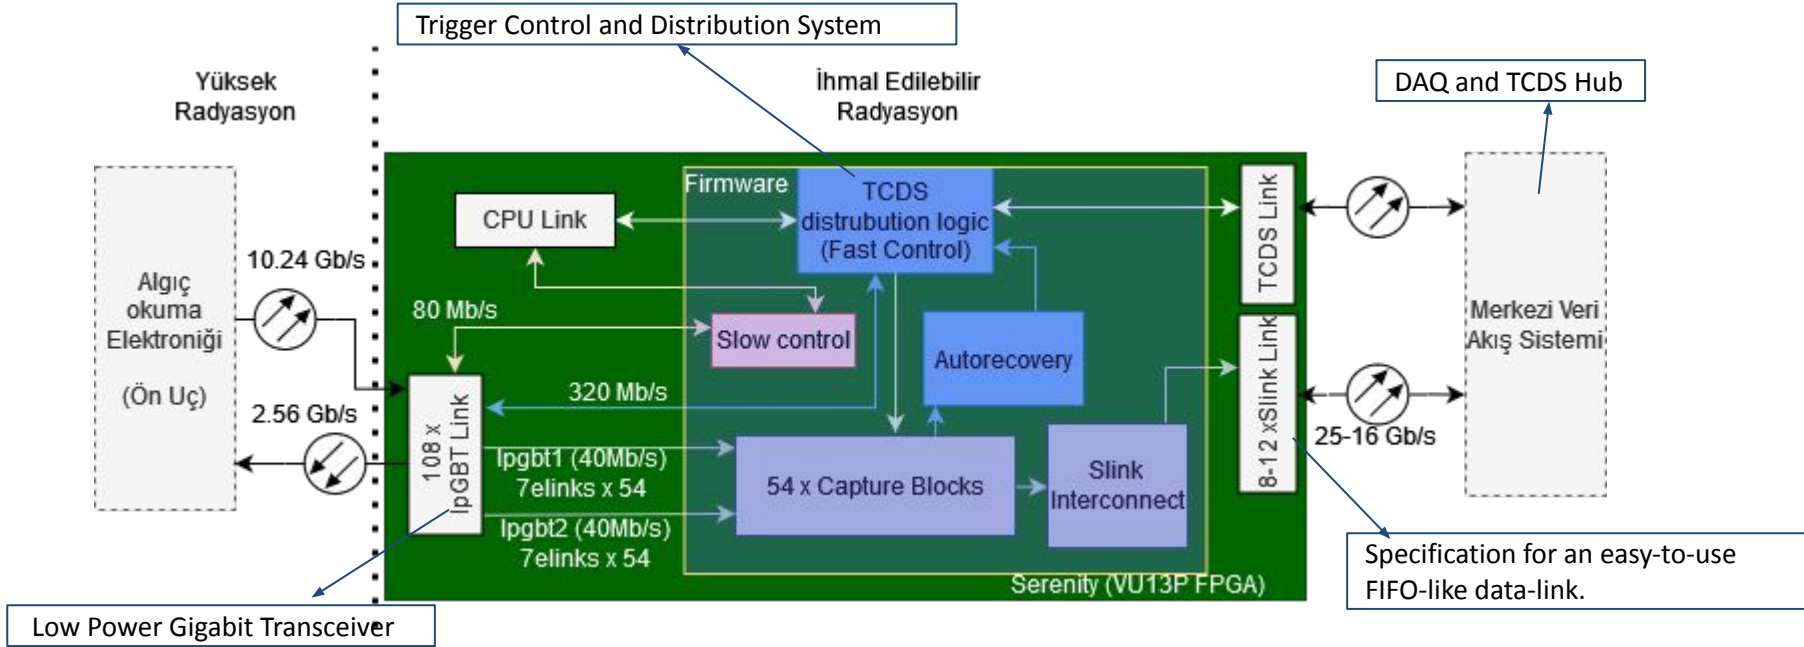 Trigger Control and Distribution System
Yüksek
Radyasyon
İhmal Edilebilir
Radyasyon
DAQ and TCDS Hub
Algıç
okuma
Elektroniği
(Ön Uç)
10.24 Gb/s
2.56 Gb/s
CPU Link
Firmware
TCDS
distrubution logic
(Fast Control)
80 Mb/s
Slow control
Autorecovery
320 Mb/s
108 x
lpGBT Link
lpgbt1 (40Mb/s)
7elinks x 54
lpgbt2 (40Mb/s)
7elinks x 54
54 x Capture Blocks
Slink
Interconnect
TCDS Link
8-12 xSlink Link
25-16 Gb/s
Merkezi Veri
Akış Sistemi
Serenity (VU13P FPGA)
Specification for an easy-to-use
FIFO-like data-link.
Low Power Gigabit Transceiver